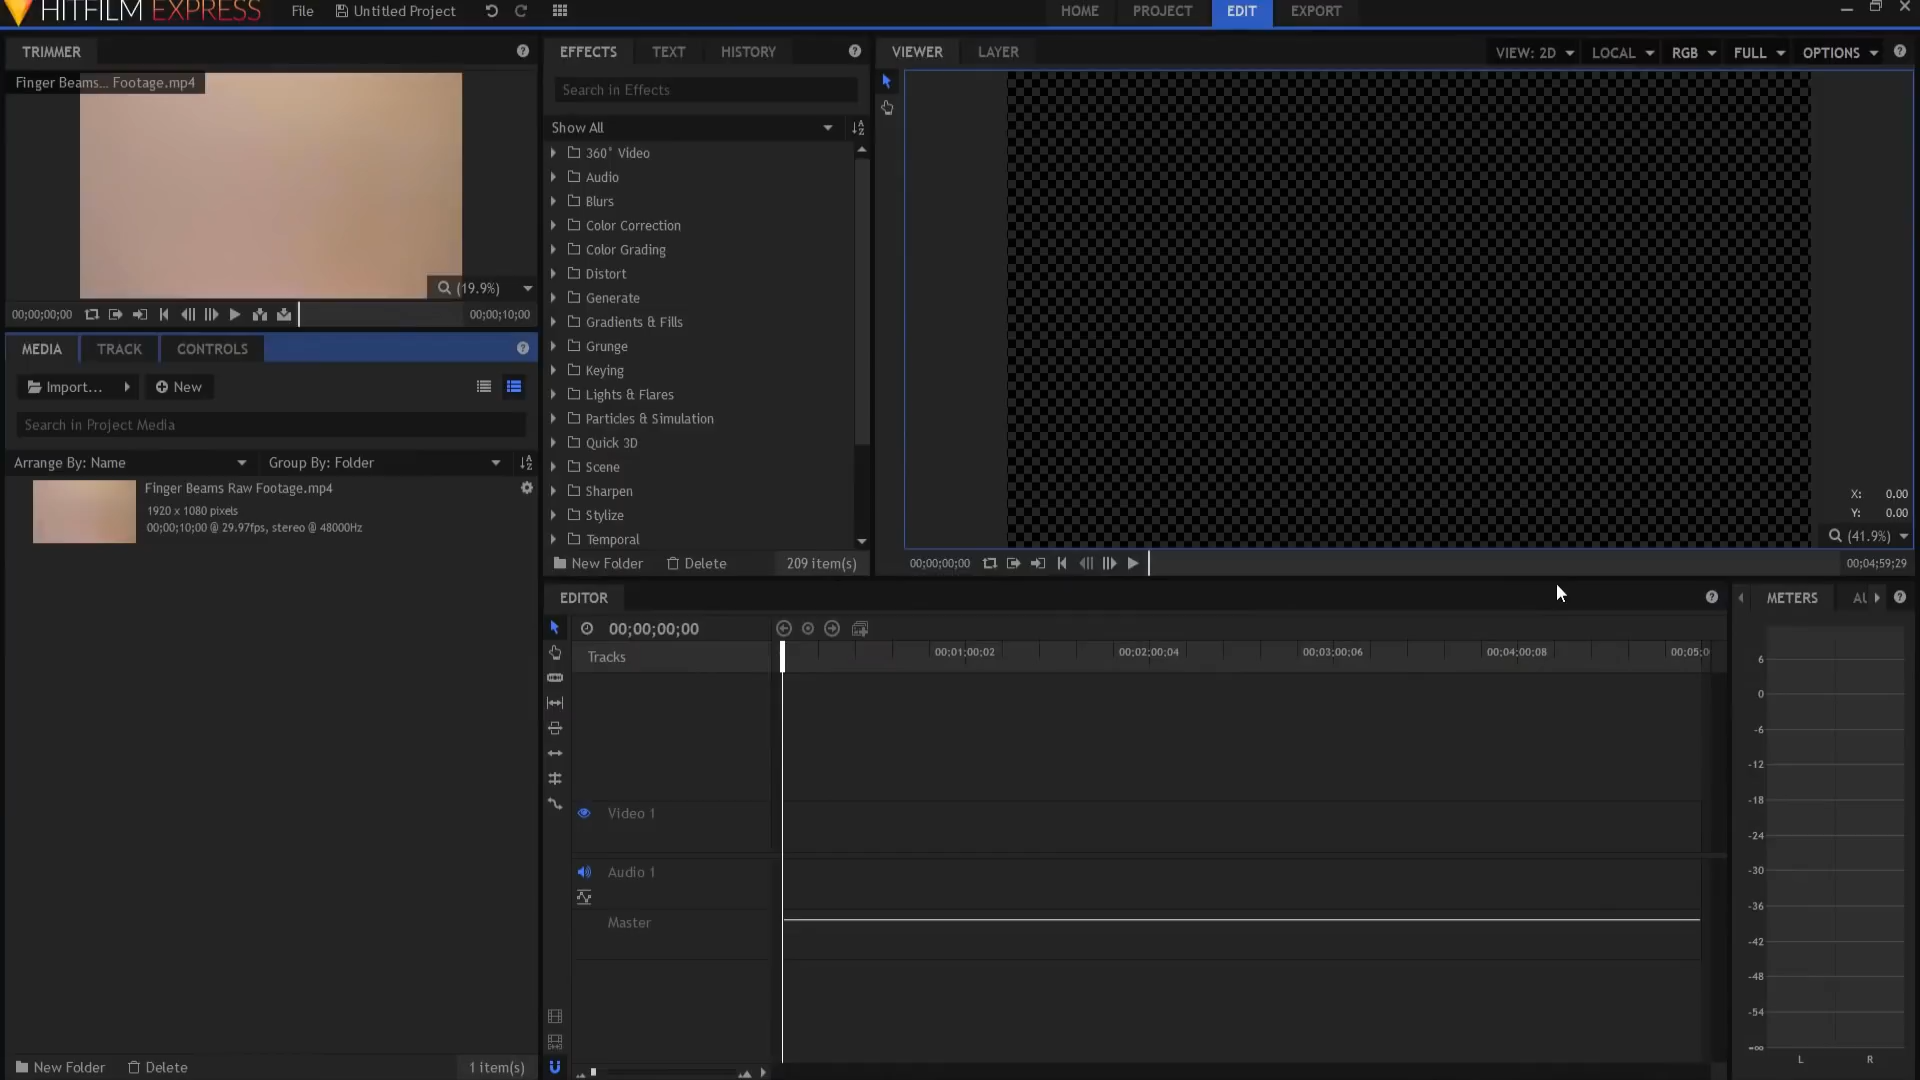 HITFILM EXPRESS
File
Untitled Project
HOME
PROJECT
EDIT
EXPORT
TRIMMER
Finger Beams... Footage.mp4
(19.9%)
00;00;00;00
00;00;10;00
MEDIA
TRACK
CONTROLS
Import...
New
Search in Project Media
Arrange By: Name
Group By: Folder
Finger Beams Raw Footage.mp4
1920 x 1080 pixels
00;00;10;00 @ 29.97fps, stereo @ 48000Hz
New Folder
Delete
1 item(s)
EFFECTS
TEXT
HISTORY
Search in Effects
Show All
360° Video
Audio
Blurs
Color Correction
Color Grading
Distort
Generate
Gradients & Fills
Grunge
Keying
Lights & Flares
Particles & Simulation
Quick 3D
Scene
Sharpen
Stylize
Temporal
New Folder
Delete
209 item(s)
VIEWER
LAYER
VIEW: 2D
LOCAL
RGB
FULL
OPTIONS
X: 0.00
Y: 0.00
(41.9%)
00;00;00;00
00;04;59;29
EDITOR
00;00;00;00
Tracks
00;01;00;02
00;02;00;04
00;03;00;06
00;04;00;08
00;05;0
Video 1
Audio 1
Master
METERS
AU
6
0
-6
-12
-18
-24
-30
-36
-42
-48
-54
-∞
L
R